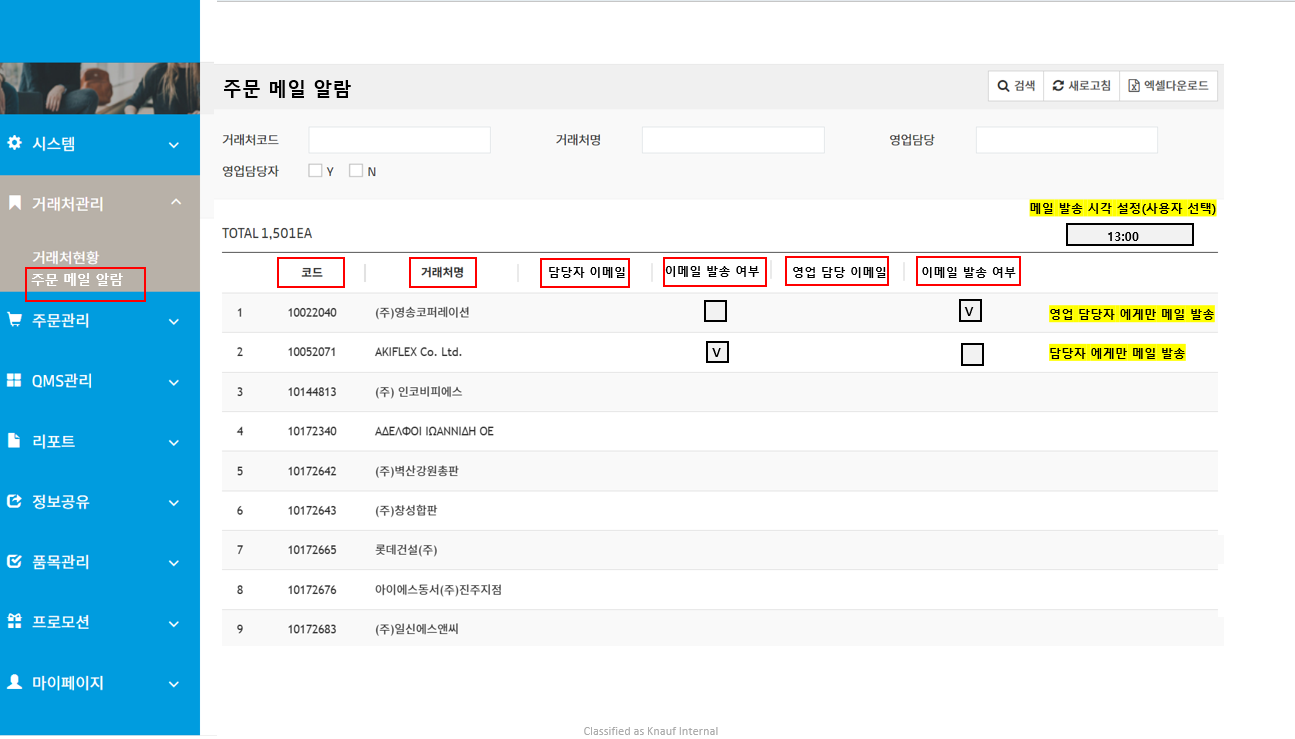 주문 메일 알람
검색 새로고침 엑셀다운로드
시스템
거래처관리
거래처현황
주문 메일 알람
주문관리
QMS관리
리포트
정보공유
품목관리
프로모션
마이페이지
거래처코드 거래처명 영업담당
영업담당자 Y N
메일 발송 시각 설정(사용자 선택)
TOTAL 1,501EA
13:00
코드 거래처명 담당자 이메일 이메일 발송 여부 영업 담당 이메일 이메일 발송 여부
1 10022040 (주)영송코퍼레이션 V 영업 담당자 에게만 메일 발송
2 10052071 AKIFLEX Co. Ltd. V 담당자 에게만 메일 발송
3 10144813 (주) 인코비피에스
4 10172340 ΑΔΕΛΦΟΙ ΙΩΑΝΝΙΔΗ ΟΕ
5 10172642 (주)벽산강원총판
6 10172643 (주)창성합판
7 10172665 롯데건설(주)
8 10172676 아이에스동서(주)진주지점
9 10172683 (주)일신에스앤씨
Classified as Knauf Internal